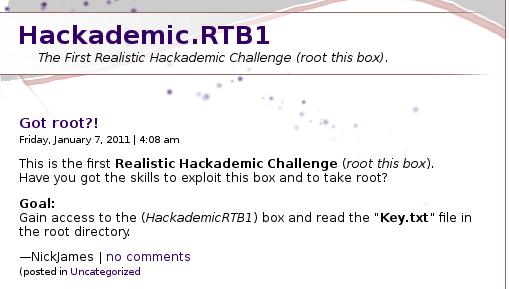 Hackademic.RTB1
The First Realistic Hackademic Challenge (root this box).
Got root?!
Friday, January 7, 2011 | 4:08 am
This is the first Realistic Hackademic Challenge (root this box).
Have you got the skills to exploit this box and to take root?
Goal:
Gain access to the (HackademicRTB1) box and read the "Key.txt" file in
the root directory.
—NickJames | no comments
(posted in Uncategorized